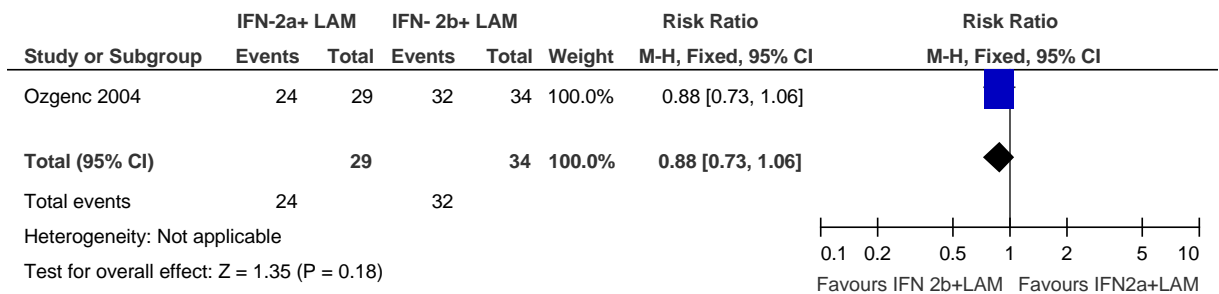 IFN-2a+ LAM IFN- 2b+ LAM Risk Ratio Risk Ratio
Study or Subgroup Events Total Events Total Weight M-H, Fixed, 95% CI M-H, Fixed, 95% CI
Ozgenc 2004 24 29 32 34 100.0% 0.88 [0.73, 1.06]
Total (95% CI) 29 34 100.0% 0.88 [0.73, 1.06]
Total events 24 32
Heterogeneity: Not applicable
Test for overall effect: Z = 1.35 (P = 0.18)
0.1 0.2 0.5 1 2 5 10
Favours IFN 2b+LAM Favours IFN2a+LAM